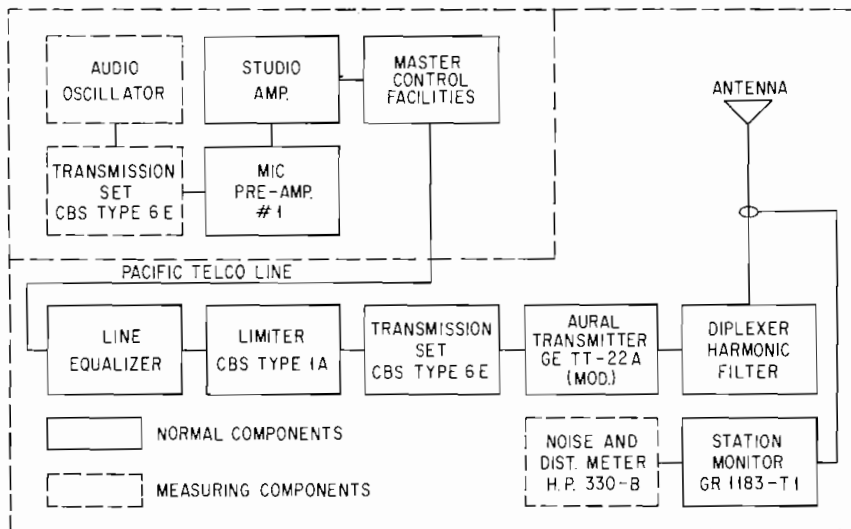 AUDIO
OSCILLATOR
STUDIO
AMP.
MASTER
CONTROL
FACILITIES
ANTENNA
TRANSMISSION
SET
CBS TYPE 6E
MIC
PRE-AMP.
#1
PACIFIC TELCO LINE
LINE
EQUALIZER
LIMITER
CBS TYPE 1A
TRANSMISSION
SET
CBS TYPE 6E
AURAL
TRANSMITTER
GE TT-22A
(MOD.)
DIPLEXER
HARMONIC
FILTER
NORMAL COMPONENTS
MEASURING COMPONENTS
NOISE AND
DIST. METER
H.P. 330-B
STATION
MONITOR
GR 1183-T1